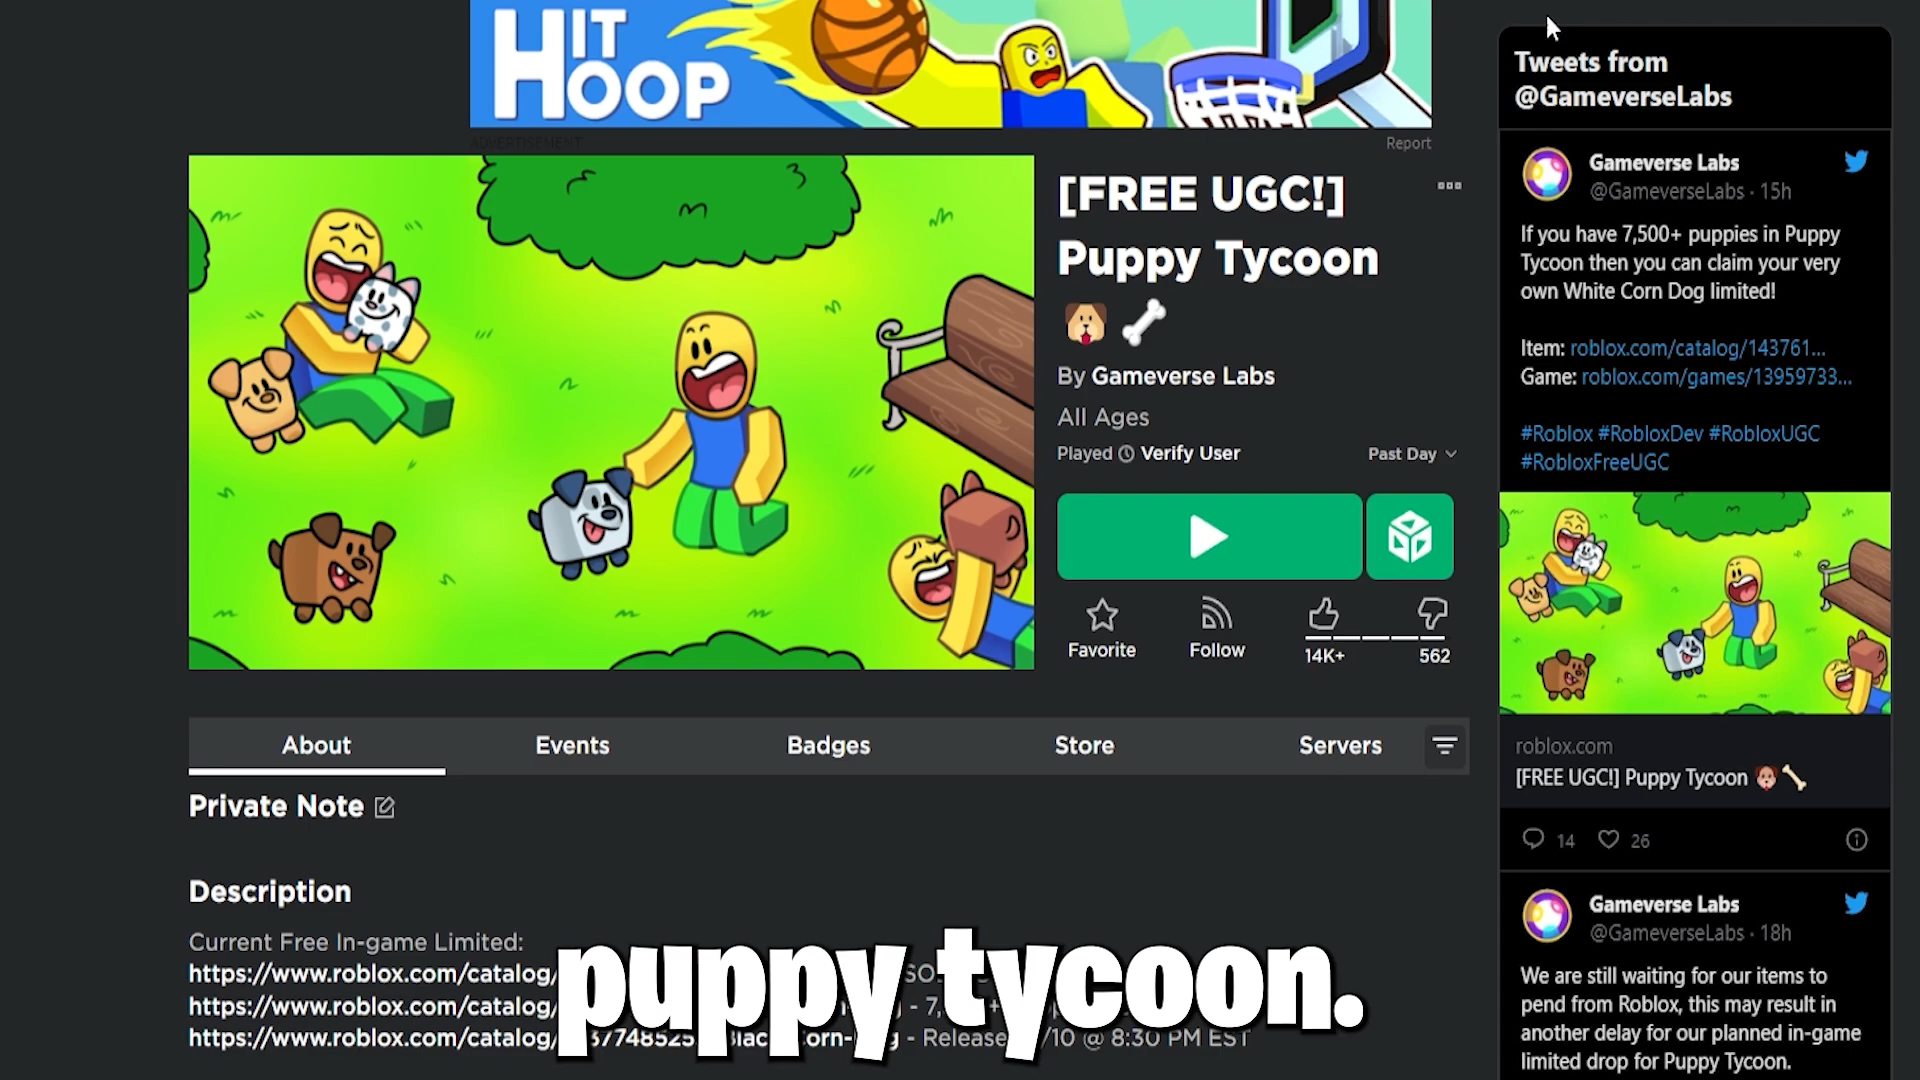 HIT
HOOP
ADVERTISEMENT
Report
[FREE UGC!]
Puppy Tycoon
By Gameverse Labs
All Ages
Played Verify User
Past Day
Favorite
Follow
14K+
562
About
Events
Badges
Store
Servers
Private Note
Description
Current Free In-game Limited:
https://www.roblox.com/catalog/
https://www.roblox.com/catalog/ - 7,
https://www.roblox.com/catalog/ - Release /10 @ 8:30 PM EST
puppy tycoon.
Tweets from
@GameverseLabs
Gameverse Labs
@GameverseLabs · 15h
If you have 7,500+ puppies in Puppy
Tycoon then you can claim your very
own White Corn Dog limited!
Item: roblox.com/catalog/143761...
Game: roblox.com/games/13959733...
#Roblox #RobloxDev #RobloxUGC
#RobloxFreeUGC
roblox.com
[FREE UGC!] Puppy Tycoon
14 26
Gameverse Labs
@GameverseLabs · 18h
We are still waiting for our items to
pend from Roblox, this may result in
another delay for our planned in-game
limited drop for Puppy Tycoon.